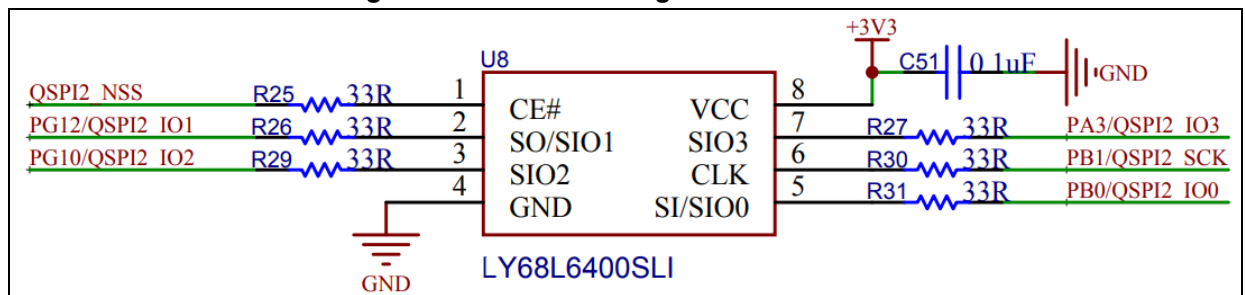 +3V3
U8
C51 0.1uF GND
QSPI2_NSS R25 33R 1 CE# VCC 8
PG12/QSPI2_IO1 R26 33R 2 SO/SIO1 SIO3 7 R27 33R PA3/QSPI2_IO3
PG10/QSPI2_IO2 R29 33R 3 SIO2 CLK 6 R30 33R PB1/QSPI2_SCK
4 GND SI/SIO0 5 R31 33R PB0/QSPI2_IO0
GND
LY68L6400SLI